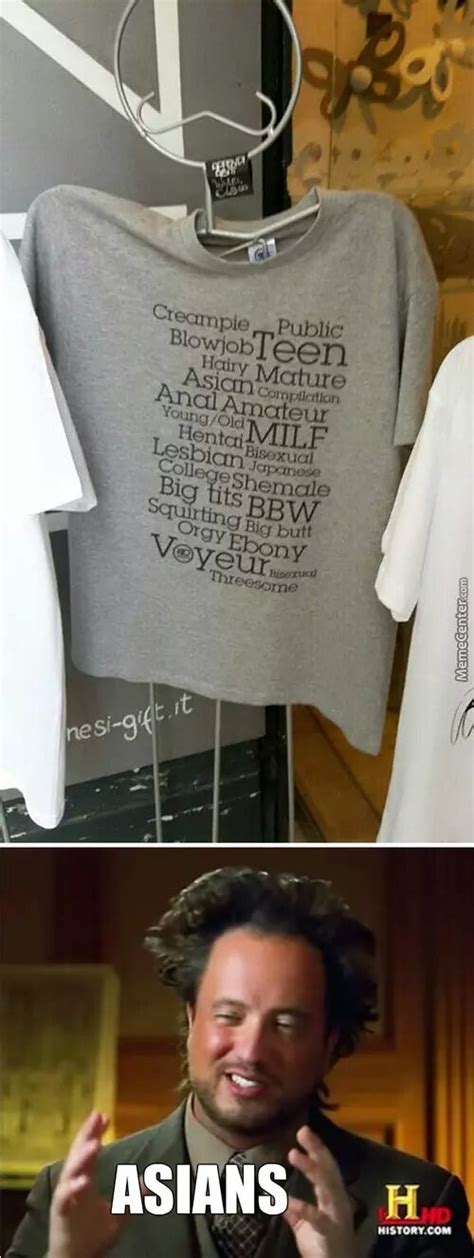 Creampie Public
Blowjob Teen
Hairy Mature
Asian Compilation
Anal Amateur
Young/Old MILF
Hentai Bisexual
Lesbian Japanese
College Shemale
Big tits BBW
Squirting Big butt
Orgy Ebony
Voyeur Bisexual
Threesome
MemeCenter.com
nesi-gift.it
ASIANS
H HD
HISTORY.COM